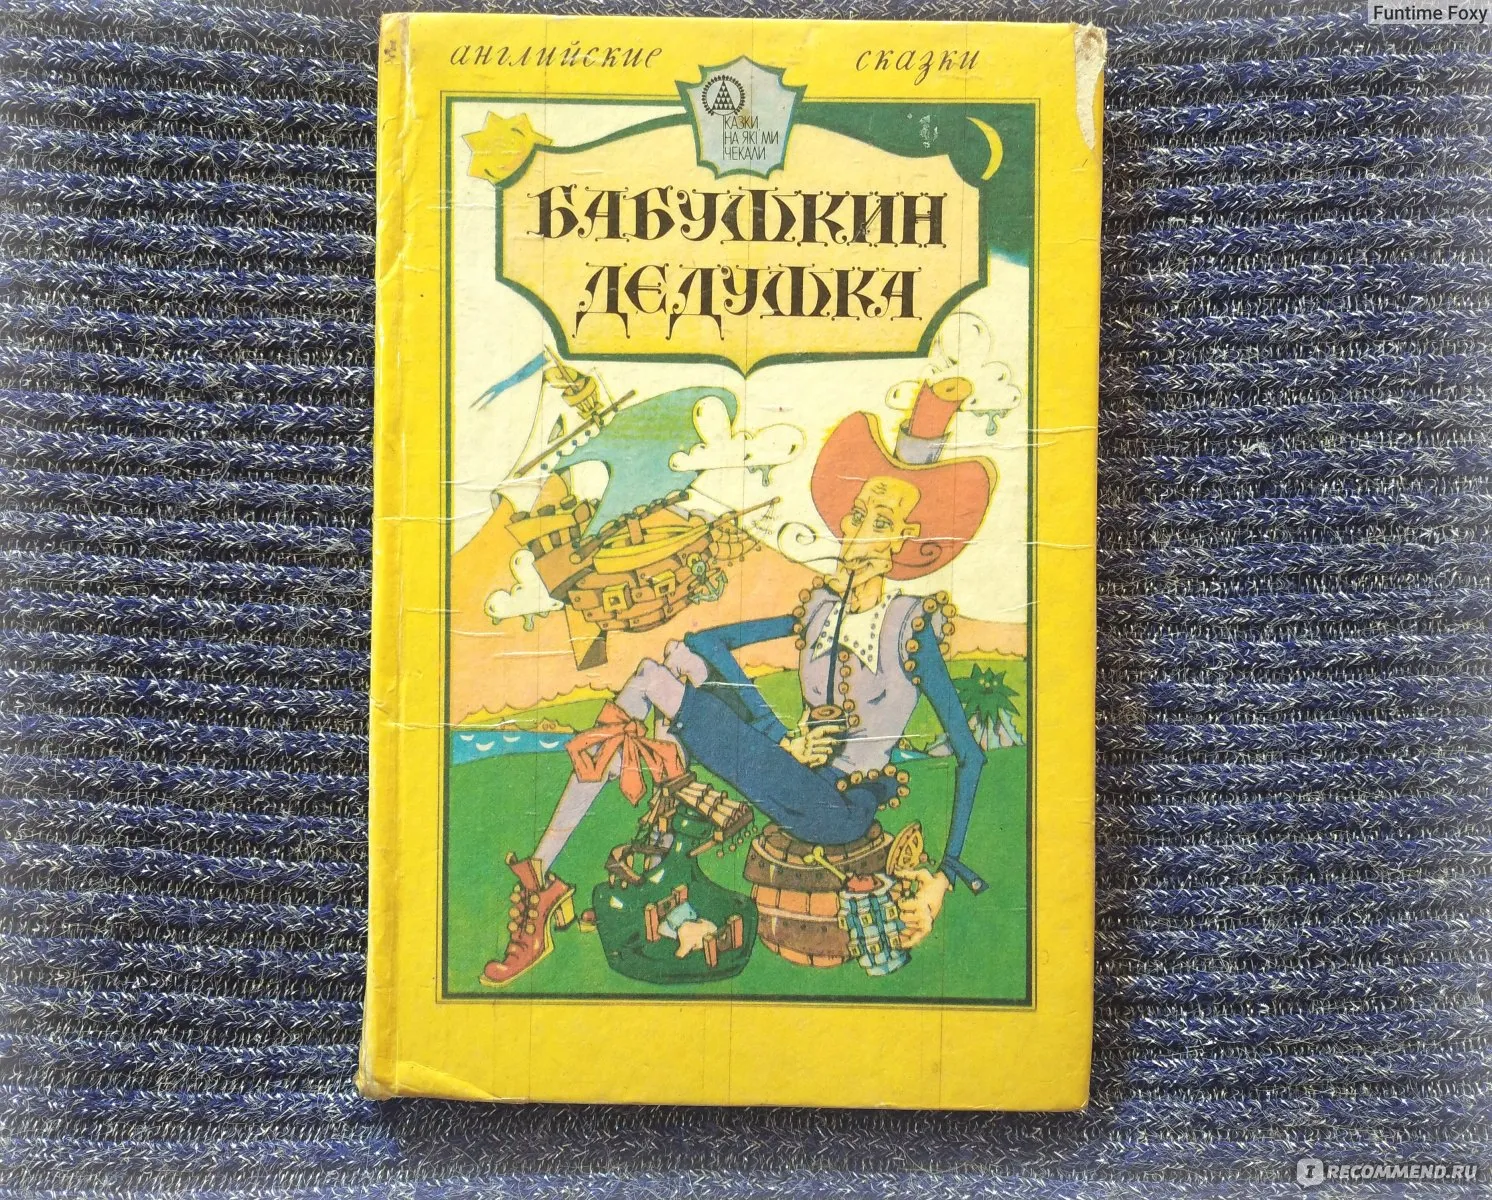 Funtime Foxy
английские сказки
КАЗКИ,
НА ЯКІ МИ
ЧЕКАЛИ
БАБУШКИН
ДЕДУШКА
IRECOMMEND.RU